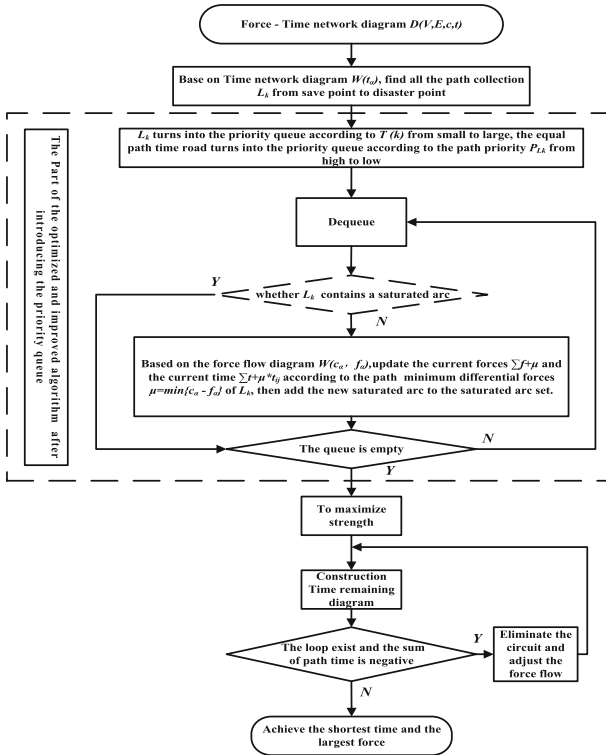 Force - Time network diagram D(V,E,c,t)
Base on Time network diagram W(tₐ), find all the path collection
Lₖ from save point to disaster point
The Part of the optimized and improved algorithm after
introducing the priority queue
Lₖ turns into the priority queue according to T (k) from small to large, the equal
path time road turns into the priority queue according to the path priority P_Lk from
high to low
Dequeue
Y
whether Lₖ contains a saturated arc
N
Based on the force flow diagram W(cₐ, fₐ),update the current forces ∑f+μ and
the current time ∑t+μ*tᵢⱼ according to the path minimum differential forces
μ=min{cₐ - fₐ} of Lₖ, then add the new saturated arc to the saturated arc set.
The queue is empty
N
Y
To maximize
strength
Construction
Time remaining
diagram
The loop exist and the sum
of path time is negative
Y
Eliminate the
circuit and
adjust the
force flow
N
Achieve the shortest time and the
largest force